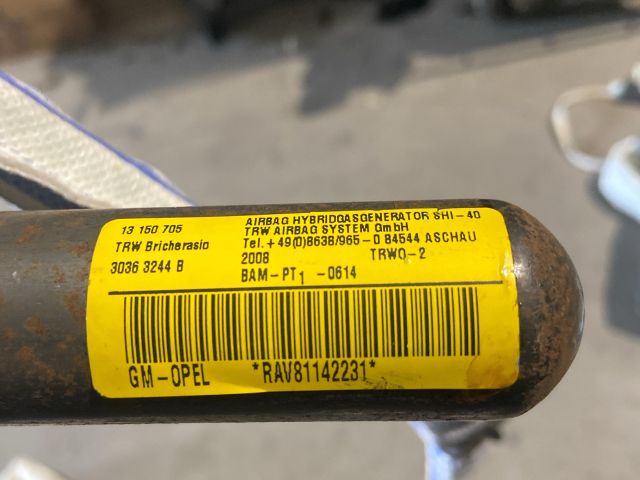 13 150 705
TRW Bricherasio
3036 3244 B
AIRBAG HYBRIDGASGENERATOR SHI-40
TRW AIRBAG SYSTEM GmbH
Tel. +49(0)8638/965-0 84544 ASCHAU
2008 TRWO-2
BAM-PT1 -0614
GM-OPEL *RAV81142231*